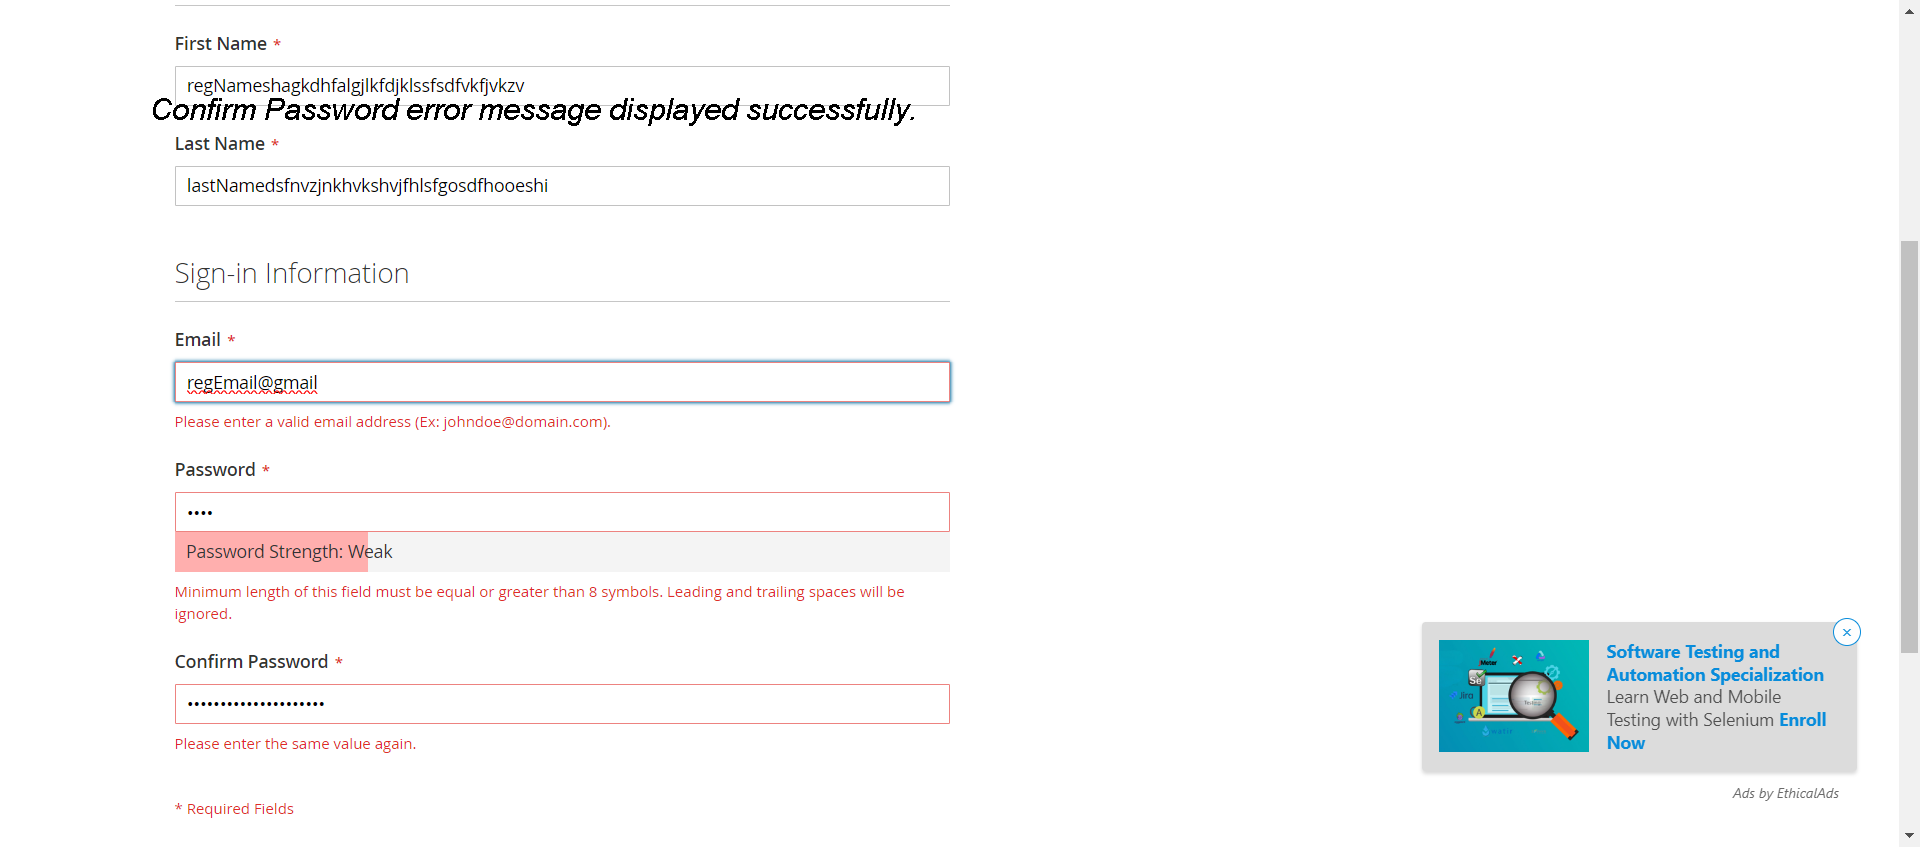 First Name *
regNameshagkdhfalgjlkfdjklssfsdfvkfjvkzv
Confirm Password error message displayed successfully.
Last Name *
lastNamedsfnvzjnkhvkshvjfhlsfgosdfhooeshi
Sign-in Information
Email *
regEmail@gmail
Please enter a valid email address (Ex: johndoe@domain.com).
Password *
••••
Password Strength: Weak
Minimum length of this field must be equal or greater than 8 symbols. Leading and trailing spaces will be
ignored.
Confirm Password *
•••••••••••••••••••••
Please enter the same value again.
* Required Fields
Meter
Se
Jira
A
Testing
Software Testing and
Automation Specialization
Learn Web and Mobile
Testing with Selenium Enroll
Now
Ads by EthicalAds